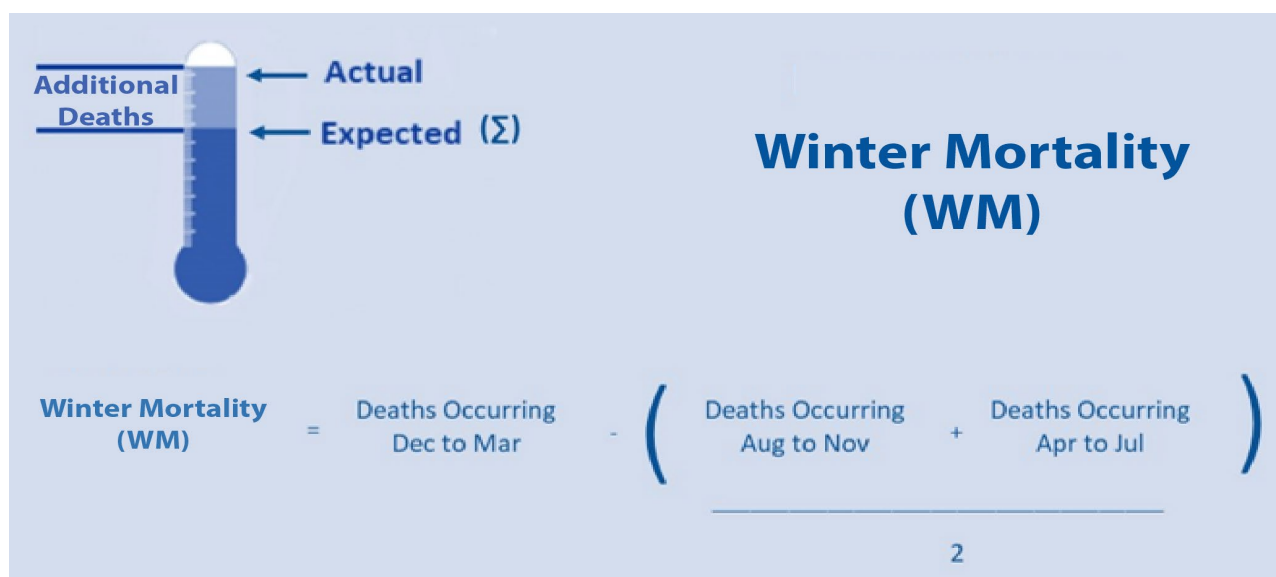 Additional
Deaths
Actual
Expected (Σ)
Winter Mortality
(WM)
Winter Mortality
(WM)
=
Deaths Occurring
Dec to Mar
-
(
Deaths Occurring
Aug to Nov
+
Deaths Occurring
Apr to Jul
)
2